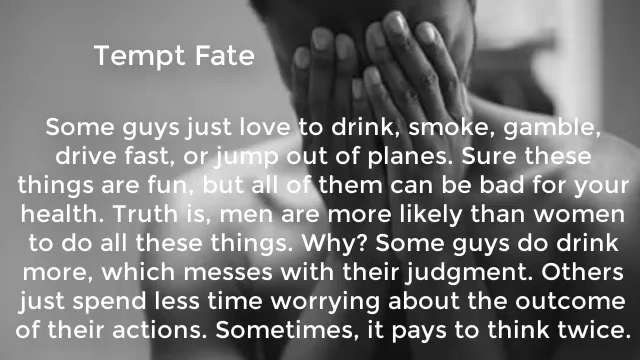 Tempt Fate
Some guys just love to drink, smoke, gamble,
drive fast, or jump out of planes. Sure these
things are fun, but all of them can be bad for your
health. Truth is, men are more likely than women
to do all these things. Why? Some guys do drink
more, which messes with their judgment. Others
just spend less time worrying about the outcome
of their actions. Sometimes, it pays to think twice.